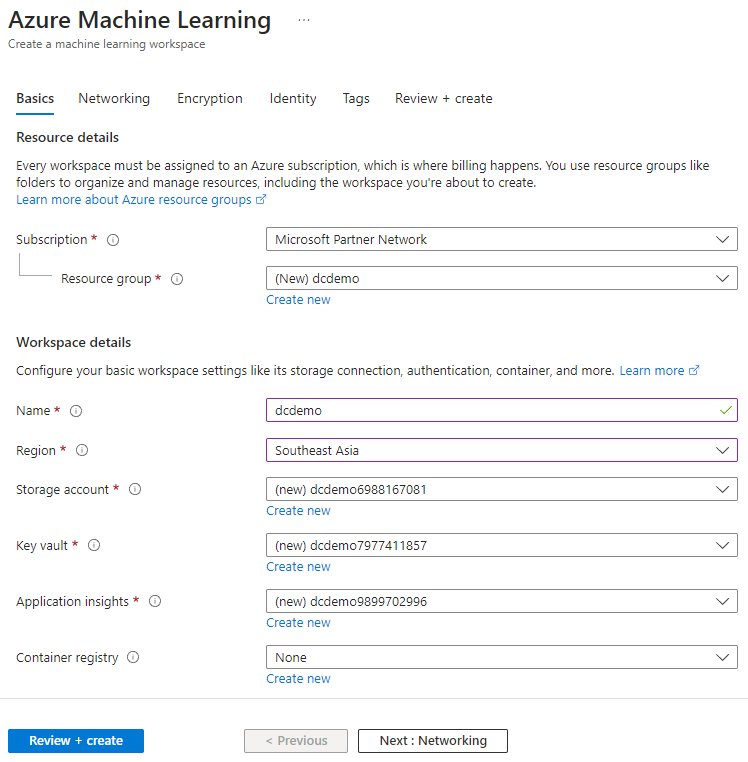 Azure Machine Learning ...
Create a machine learning workspace
Basics Networking Encryption Identity Tags Review + create
Resource details
Every workspace must be assigned to an Azure subscription, which is where billing happens. You use resource groups like
folders to organize and manage resources, including the workspace you're about to create.
Learn more about Azure resource groups
Subscription * Microsoft Partner Network
Resource group * (New) dcdemo
Create new
Workspace details
Configure your basic workspace settings like its storage connection, authentication, container, and more. Learn more
Name * dcdemo
Region * Southeast Asia
Storage account * (new) dcdemo6988167081
Create new
Key vault * (new) dcdemo7977411857
Create new
Application insights * (new) dcdemo9899702996
Create new
Container registry None
Create new
Review + create < Previous Next : Networking